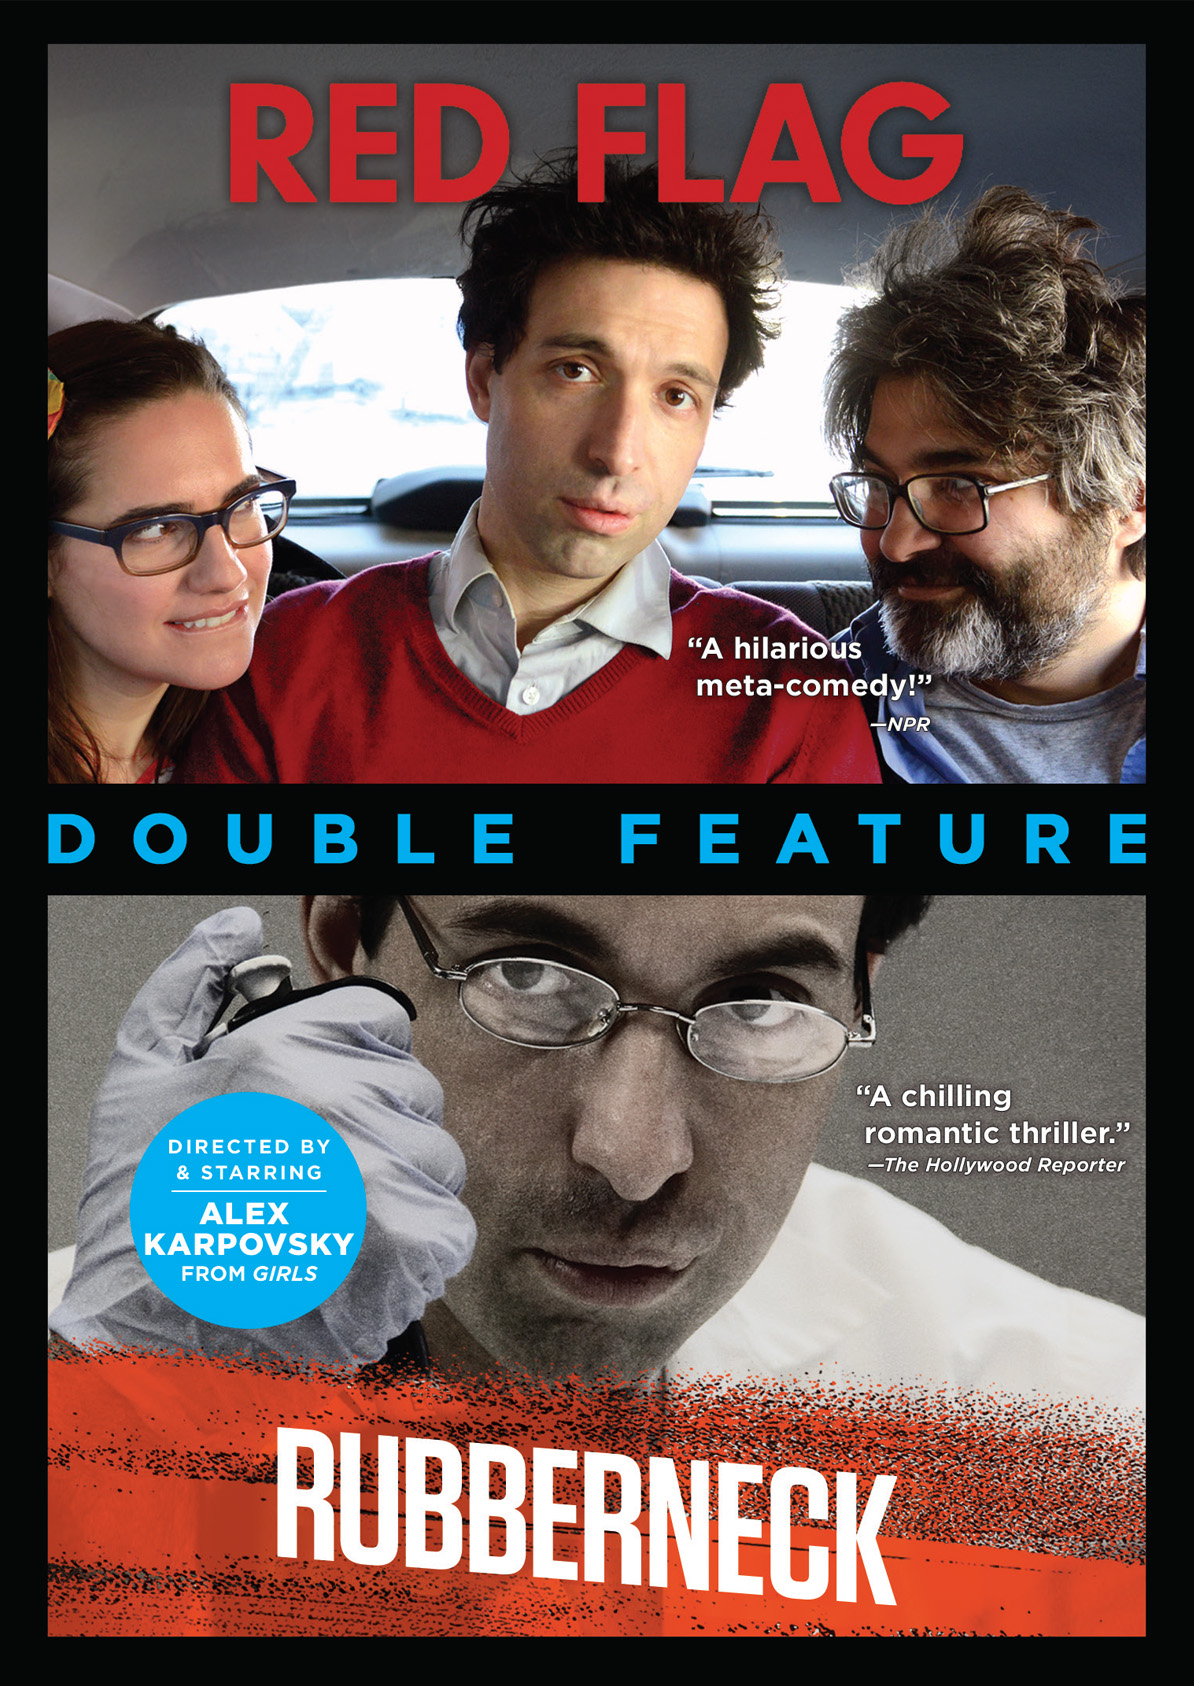 RED FLAG
“A hilarious
meta-comedy!”
—NPR
DOUBLE FEATURE
“A chilling
romantic thriller.”
—The Hollywood Reporter
DIRECTED BY
& STARRING
ALEX
KARPOVSKY
FROM GIRLS
RUBBERNECK